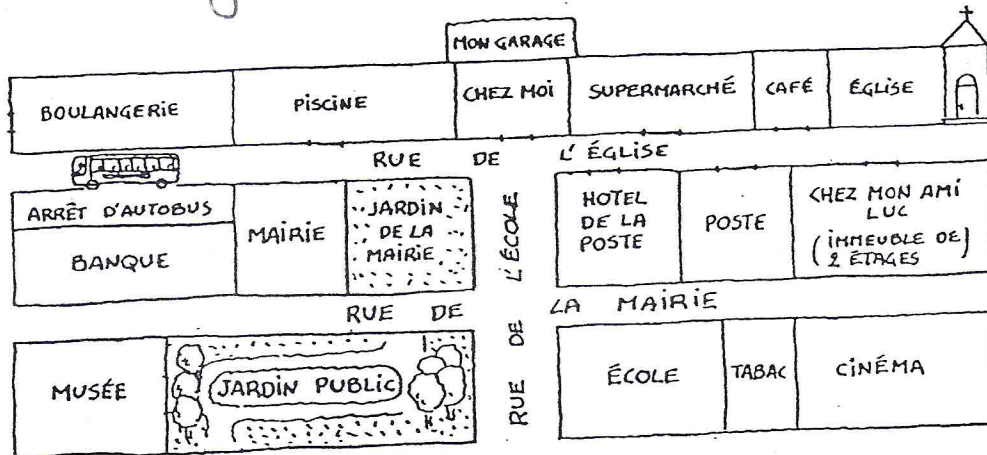 MON GARAGE
BOULANGERIE
PISCINE
CHEZ MOI
SUPERMARCHÉ
CAFÉ
ÉGLISE
RUE DE L'ÉGLISE
ARRÊT D'AUTOBUS
BANQUE
MAIRIE
JARDIN
DE LA
MAIRIE
RUE DE L'ÉCOLE
HOTEL
DE LA
POSTE
POSTE
CHEZ MON AMI
LUC
(IMMEUBLE DE
2 ÉTAGES)
RUE DE LA MAIRIE
MUSÉE
JARDIN PUBLIC
ÉCOLE
TABAC
CINÉMA